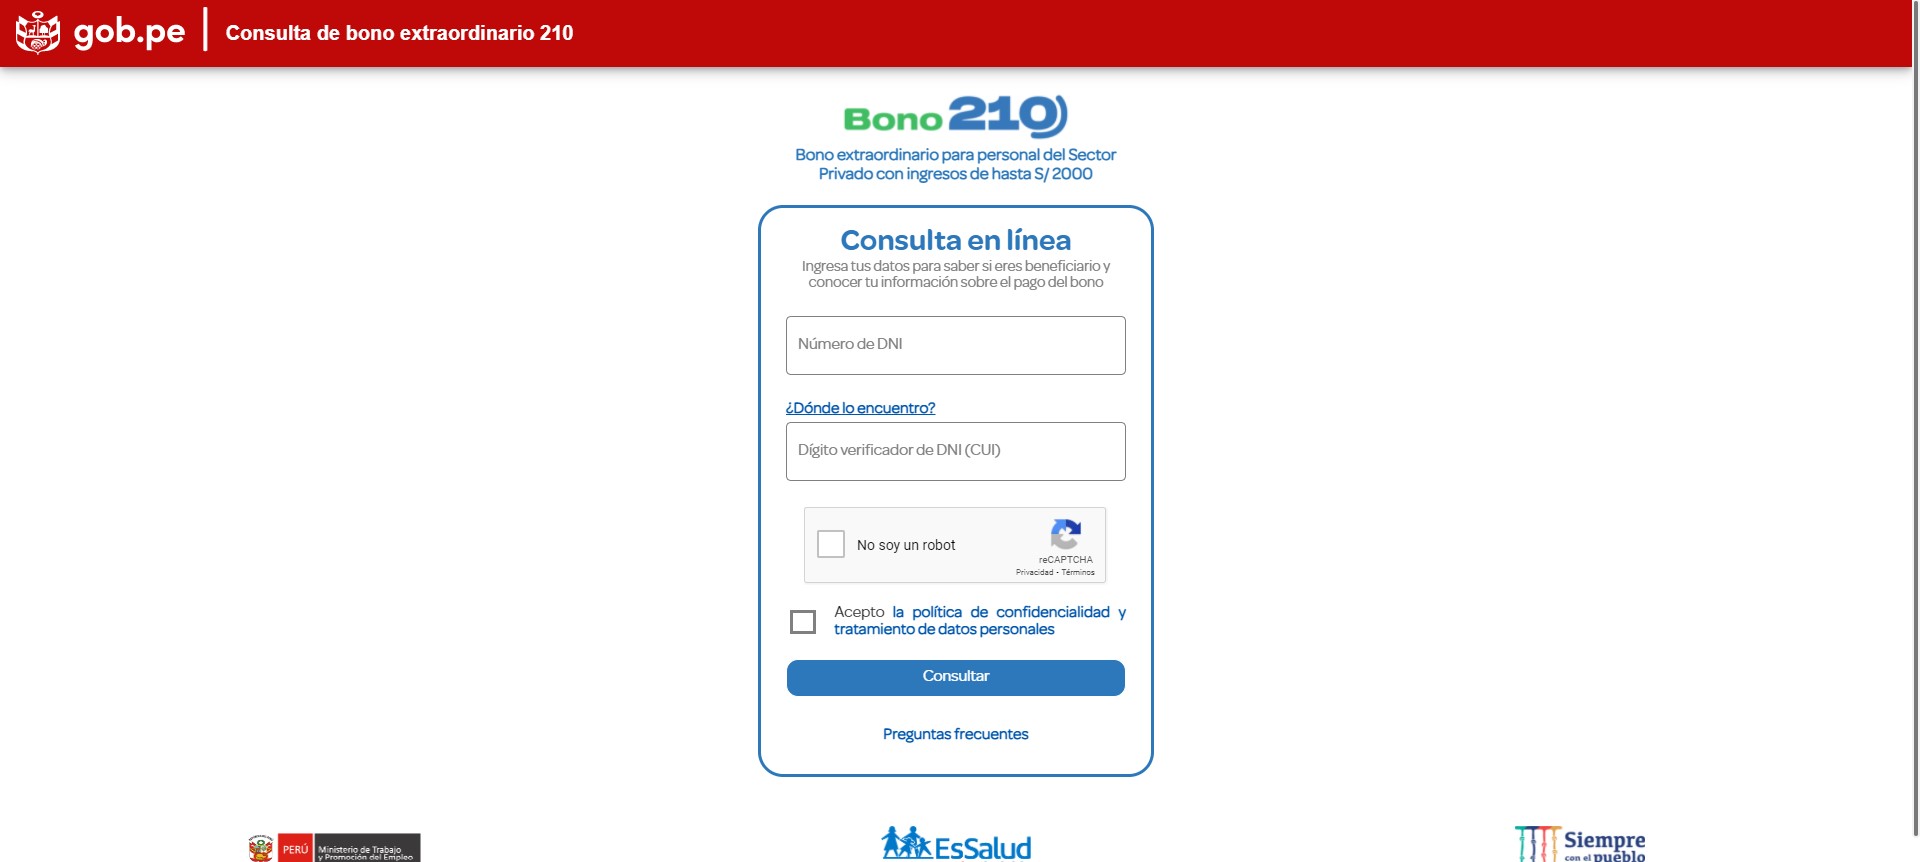 gob.pe
Consulta de bono extraordinario 210
Bono 210
Bono extraordinario para personal del Sector
Privado con ingresos de hasta S/ 2000
Consulta en línea
Ingresa tus datos para saber si eres beneficiario y
conocer tu información sobre el pago del bono
Número de DNI
¿Dónde lo encuentro?
Dígito verificador de DNI (CUI)
No soy un robot
reCAPTCHA
Privacidad - Términos
Acepto la política de confidencialidad y
tratamiento de datos personales
Consultar
Preguntas frecuentes
PERÚ
Ministerio de Trabajo
y Promoción del Empleo
EsSalud
Siempre
con el pueblo